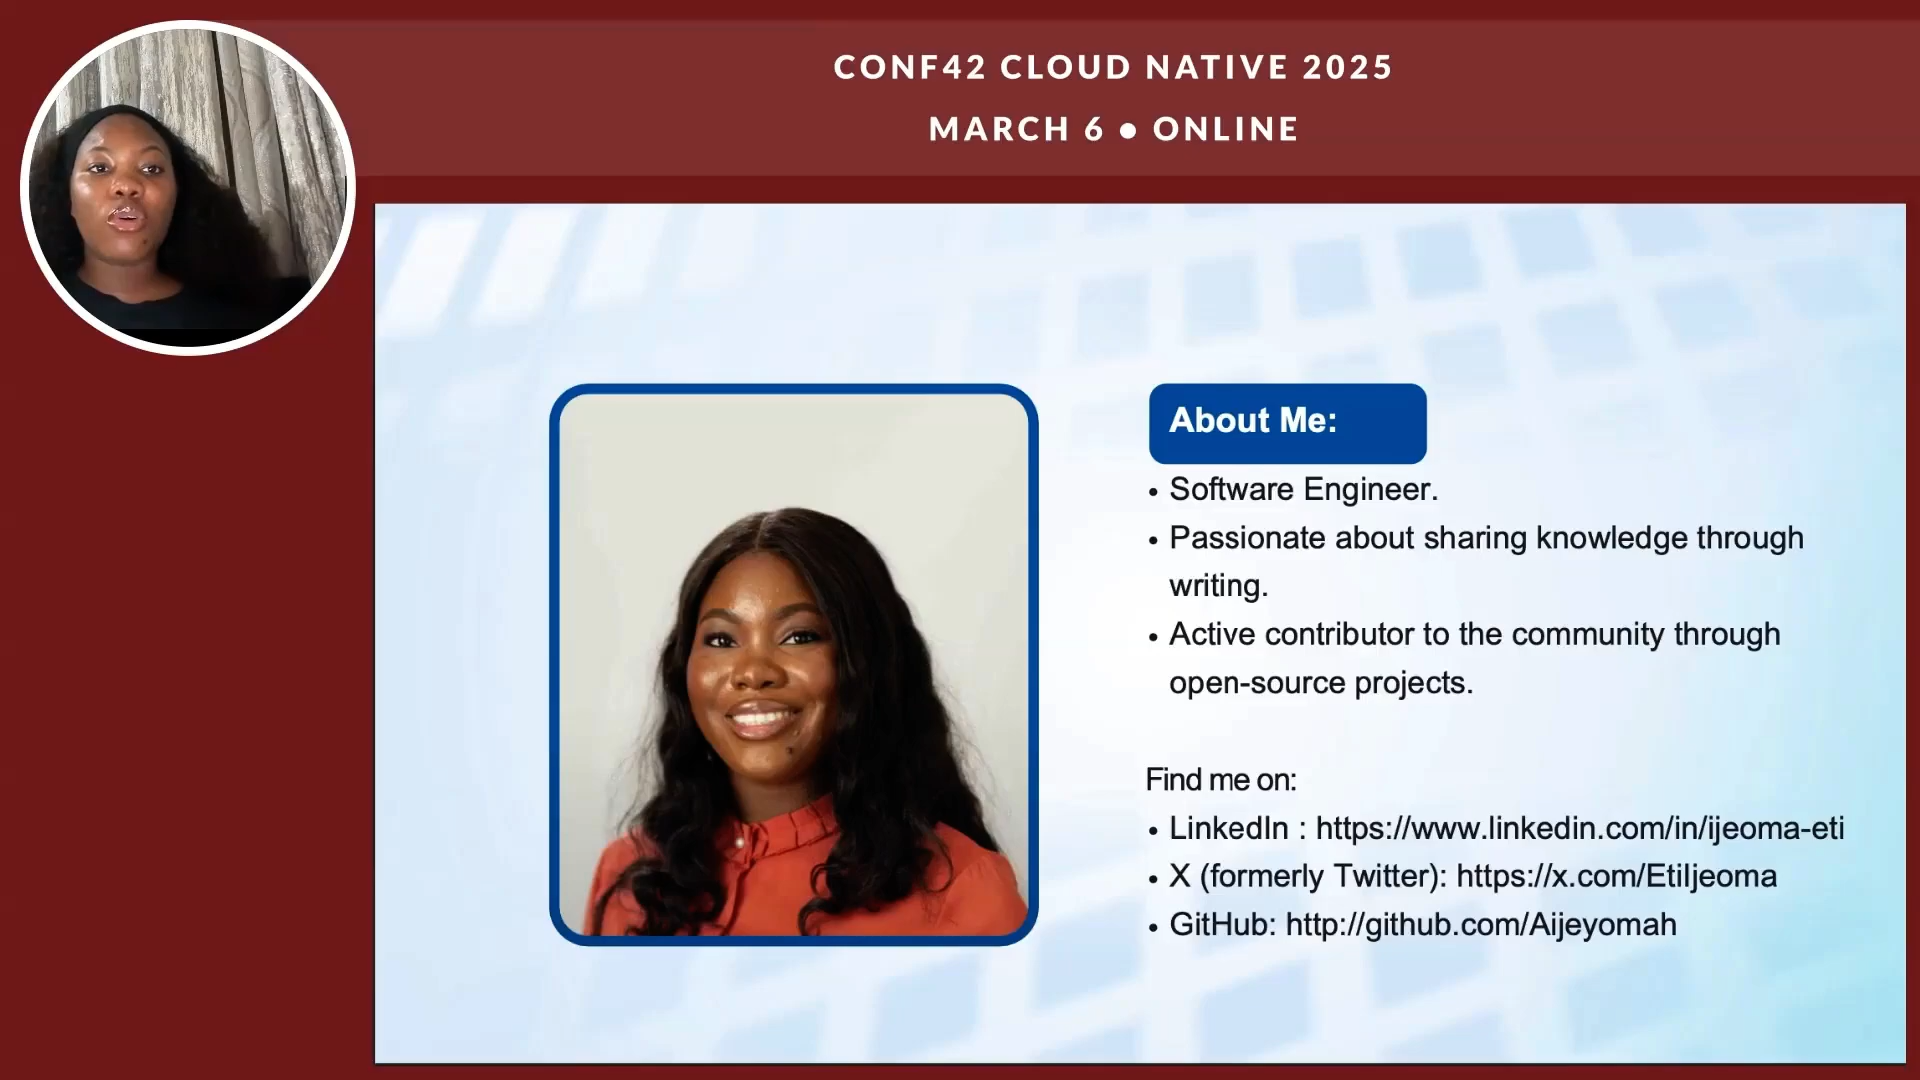 CONF42 CLOUD NATIVE 2025
MARCH 6 ● ONLINE
About Me:
• Software Engineer.
• Passionate about sharing knowledge through
writing.
• Active contributor to the community through
open-source projects.
Find me on:
• LinkedIn : https://www.linkedin.com/in/ijeoma-eti
• X (formerly Twitter): https://x.com/EtiIjeoma
• GitHub: http://github.com/Aijeyomah